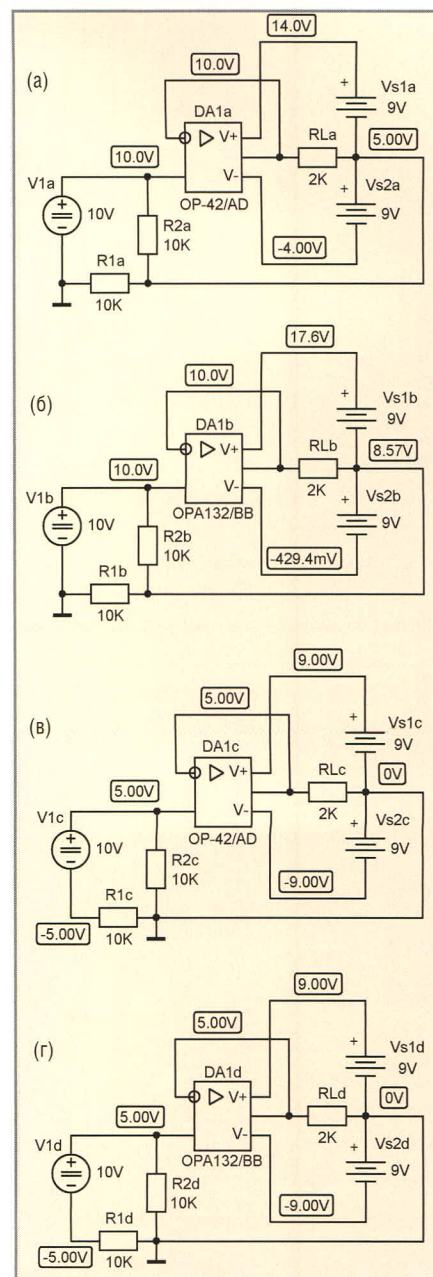 (а)
14.0V
10.0V
DA1a
Vs1a
9V
10.0V
V+
RLa
5.00V
V1a
V-
2K
Vs2a
OP-42/AD
10V
R2a
9V
10K
-4.00V
R1a
10K
(б)
17.6V
10.0V
DA1b
Vs1b
9V
10.0V
V+
RLb
8.57V
V1b
V-
2K
Vs2b
OPA132/BB
10V
R2b
9V
10K
-429.4mV
R1b
10K
(в)
9.00V
5.00V
DA1c
Vs1c
9V
5.00V
V+
RLc
0V
V1c
V-
2K
Vs2c
OP-42/AD
10V
R2c
9V
10K
-9.00V
R1c
-5.00V
10K
(г)
9.00V
5.00V
DA1d
Vs1d
9V
5.00V
V+
RLd
0V
V1d
V-
2K
Vs2d
OPA132/BB
10V
R2d
9V
10K
-9.00V
R1d
-5.00V
10K